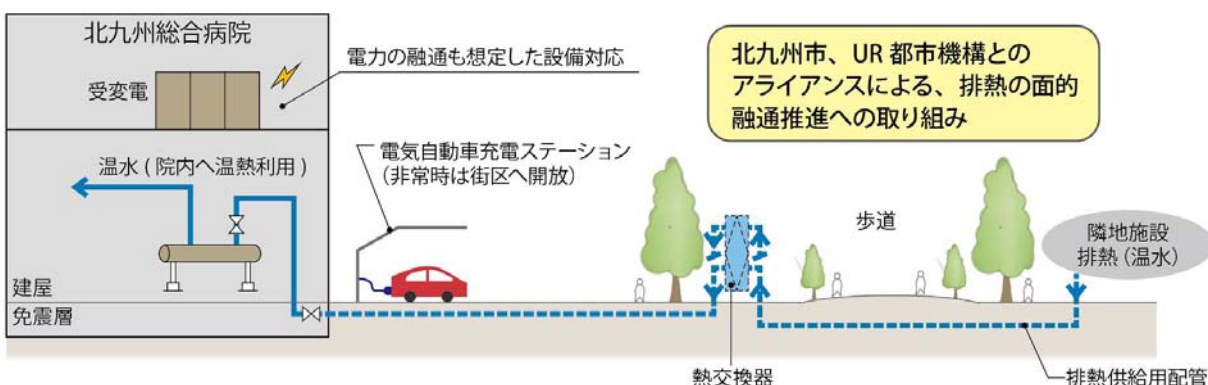 北九州総合病院
受変電
電力の融通も想定した設備対応
北九州市、UR 都市機構との
アライアンスによる、排熱の面的
融通推進への取り組み
温水 ( 院内へ温熱利用 )
電気自動車充電ステーション
(非常時は街区へ開放)
歩道
隣地施設
排熱 (温水)
建屋
免震層
熱交換器
排熱供給用配管